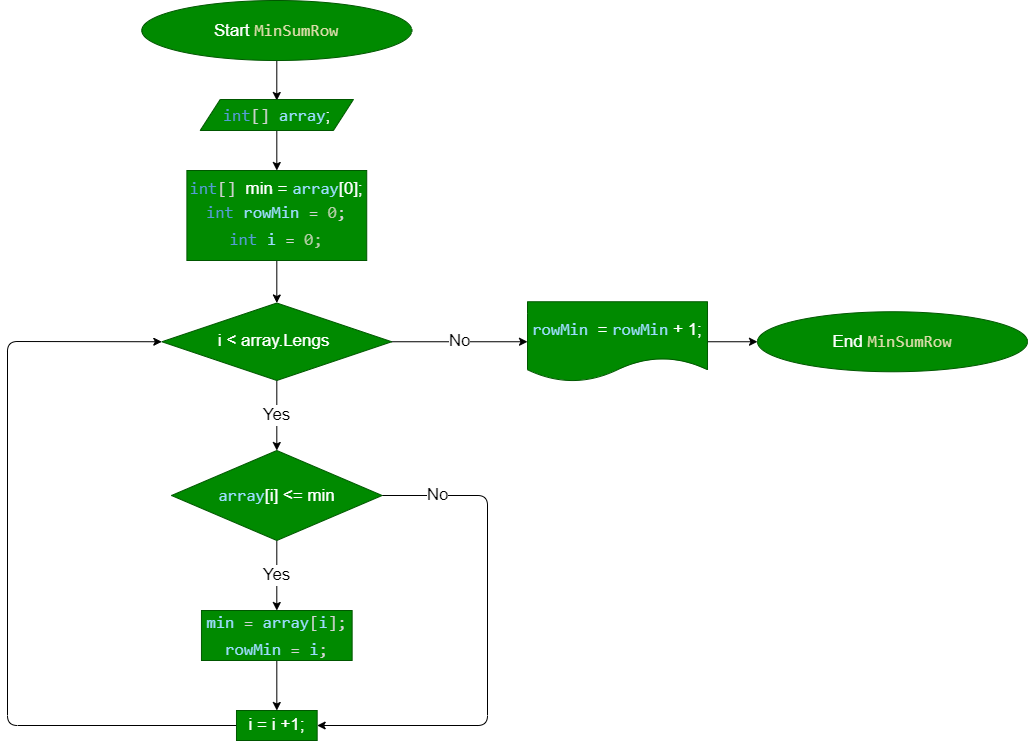 Start MinSumRow
int[] array;
int[] min = array[0];
int rowMin = 0;
int i = 0;
i < array.Lengs
No
rowMin = rowMin + 1;
End MinSumRow
Yes
array[i] <= min
No
Yes
min = array[i];
rowMin = i;
i = i +1;